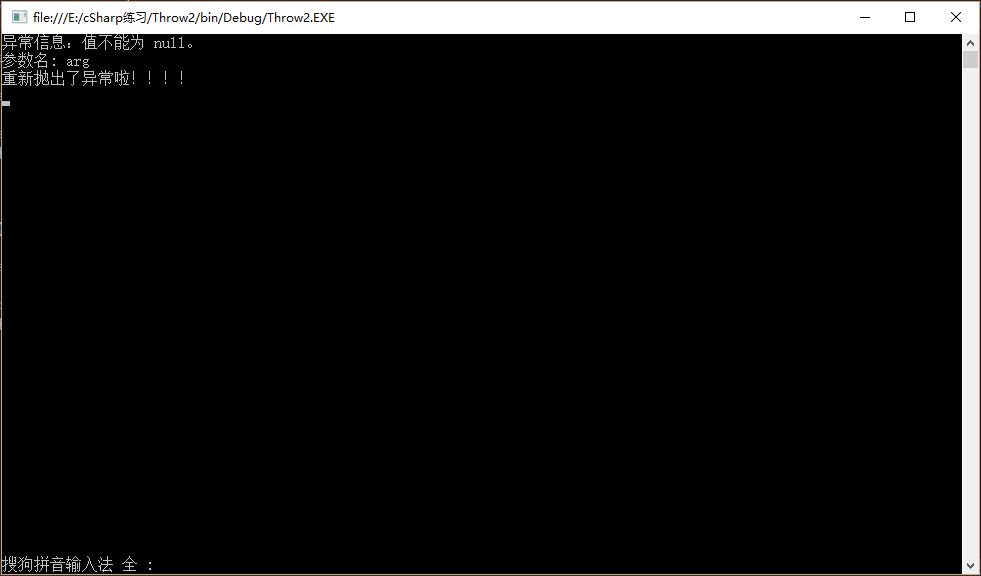 file:///E:/cSharp练习/Throw2/bin/Debug/Throw2.EXE
异常信息: 值不能为 null。
参数名: arg
重新抛出了异常啦!!!!
搜狗拼音输入法 全 :